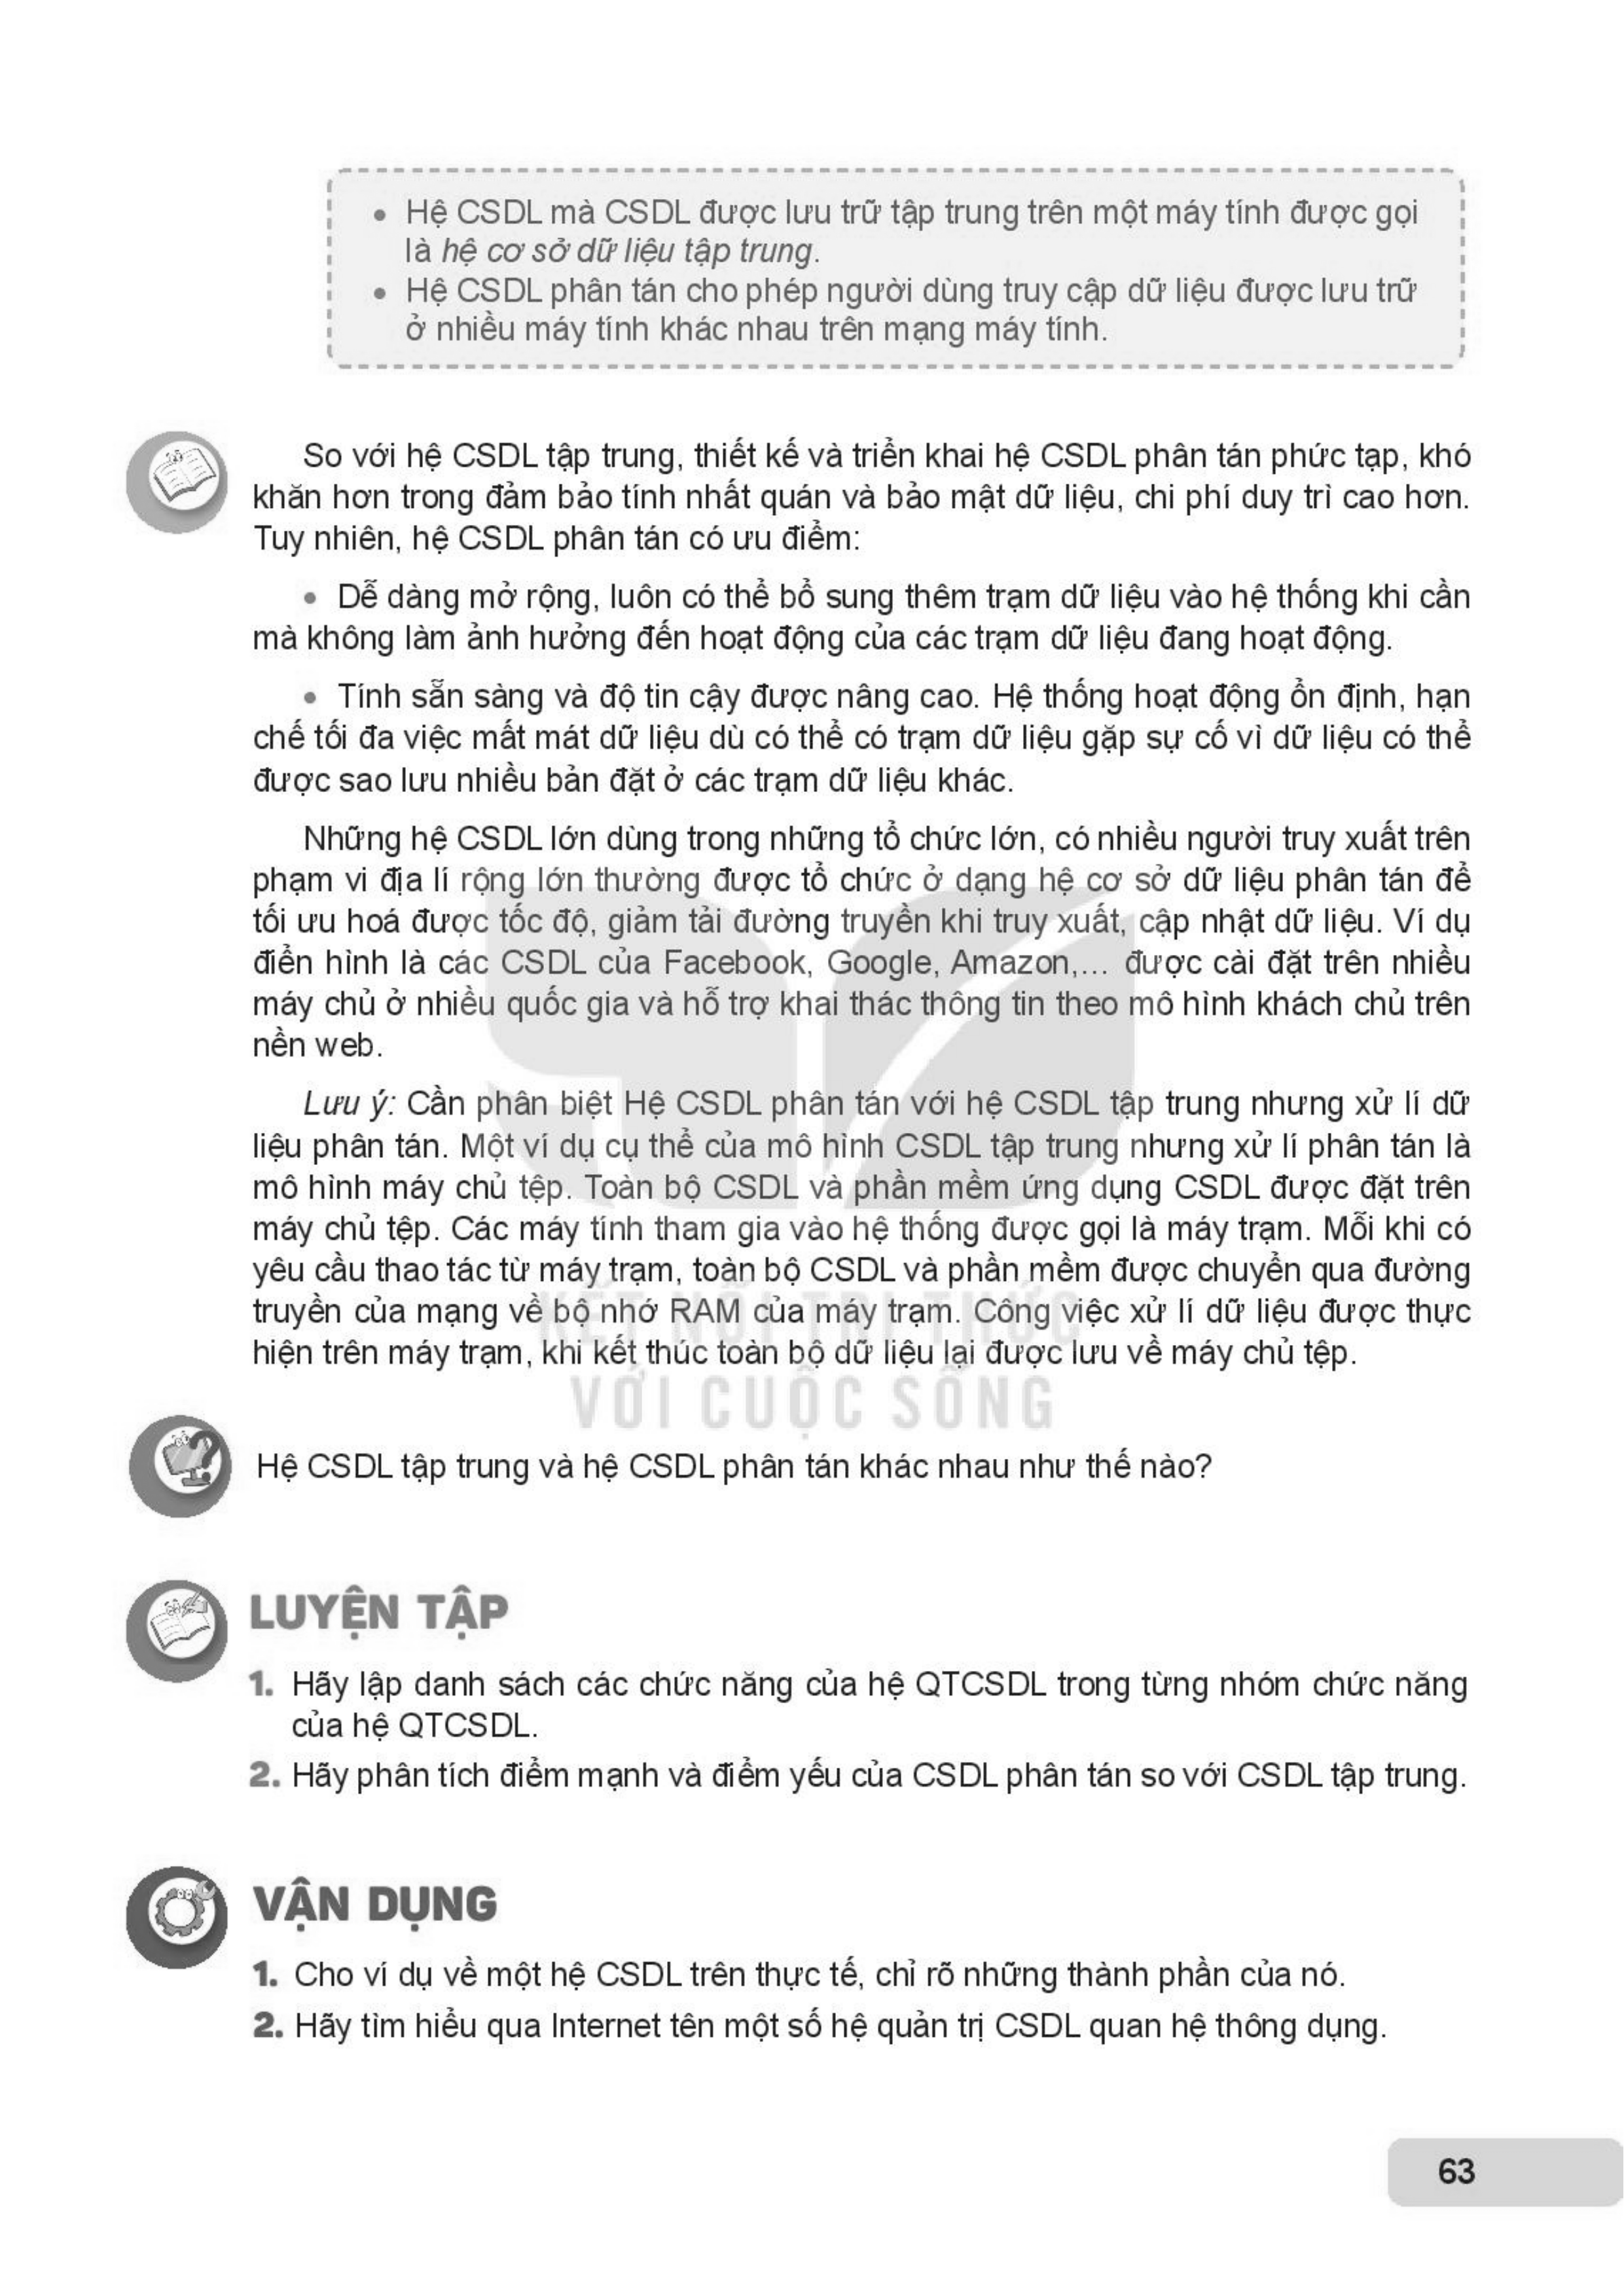 • Hệ CSDL mà CSDL được lưu trữ tập trung trên một máy tính được gọi
là hệ cơ sở dữ liệu tập trung.
• Hệ CSDL phân tán cho phép người dùng truy cập dữ liệu được lưu trữ
ở nhiều máy tính khác nhau trên mạng máy tính.
So với hệ CSDL tập trung, thiết kế và triển khai hệ CSDL phân tán phức tạp, khó
khăn hơn trong đảm bảo tính nhất quán và bảo mật dữ liệu, chi phí duy trì cao hơn.
Tuy nhiên, hệ CSDL phân tán có ưu điểm:
• Dễ dàng mở rộng, luôn có thể bổ sung thêm trạm dữ liệu vào hệ thống khi cần
mà không làm ảnh hưởng đến hoạt động của các trạm dữ liệu đang hoạt động.
• Tính sẵn sàng và độ tin cậy được nâng cao. Hệ thống hoạt động ổn định, hạn
chế tối đa việc mất mát dữ liệu dù có thể có trạm dữ liệu gặp sự cố vì dữ liệu có thể
được sao lưu nhiều bản đặt ở các trạm dữ liệu khác.
Những hệ CSDL lớn dùng trong những tổ chức lớn, có nhiều người truy xuất trên
phạm vi địa lí rộng lớn thường được tổ chức ở dạng hệ cơ sở dữ liệu phân tán để
tối ưu hoá được tốc độ, giảm tải đường truyền khi truy xuất, cập nhật dữ liệu. Ví dụ
điển hình là các CSDL của Facebook, Google, Amazon,... được cài đặt trên nhiều
máy chủ ở nhiều quốc gia và hỗ trợ khai thác thông tin theo mô hình khách chủ trên
nền web.
Lưu ý: Cần phân biệt Hệ CSDL phân tán với hệ CSDL tập trung nhưng xử lí dữ
liệu phân tán. Một ví dụ cụ thể của mô hình CSDL tập trung nhưng xử lí phân tán là
mô hình máy chủ tệp. Toàn bộ CSDL và phần mềm ứng dụng CSDL được đặt trên
máy chủ tệp. Các máy tính tham gia vào hệ thống được gọi là máy trạm. Mỗi khi có
yêu cầu thao tác từ máy trạm, toàn bộ CSDL và phần mềm được chuyển qua đường
truyền của mạng về bộ nhớ RAM của máy trạm. Công việc xử lí dữ liệu được thực
hiện trên máy trạm, khi kết thúc toàn bộ dữ liệu lại được lưu về máy chủ tệp.
KẾT NỐI TRI THỨC
VỚI CUỘC SỐNG
Hệ CSDL tập trung và hệ CSDL phân tán khác nhau như thế nào?
LUYỆN TẬP
1. Hãy lập danh sách các chức năng của hệ QTCSDL trong từng nhóm chức năng
của hệ QTCSDL.
2. Hãy phân tích điểm mạnh và điểm yếu của CSDL phân tán so với CSDL tập trung.
VẬN DỤNG
1. Cho ví dụ về một hệ CSDL trên thực tế, chỉ rõ những thành phần của nó.
2. Hãy tìm hiểu qua Internet tên một số hệ quản trị CSDL quan hệ thông dụng.
63